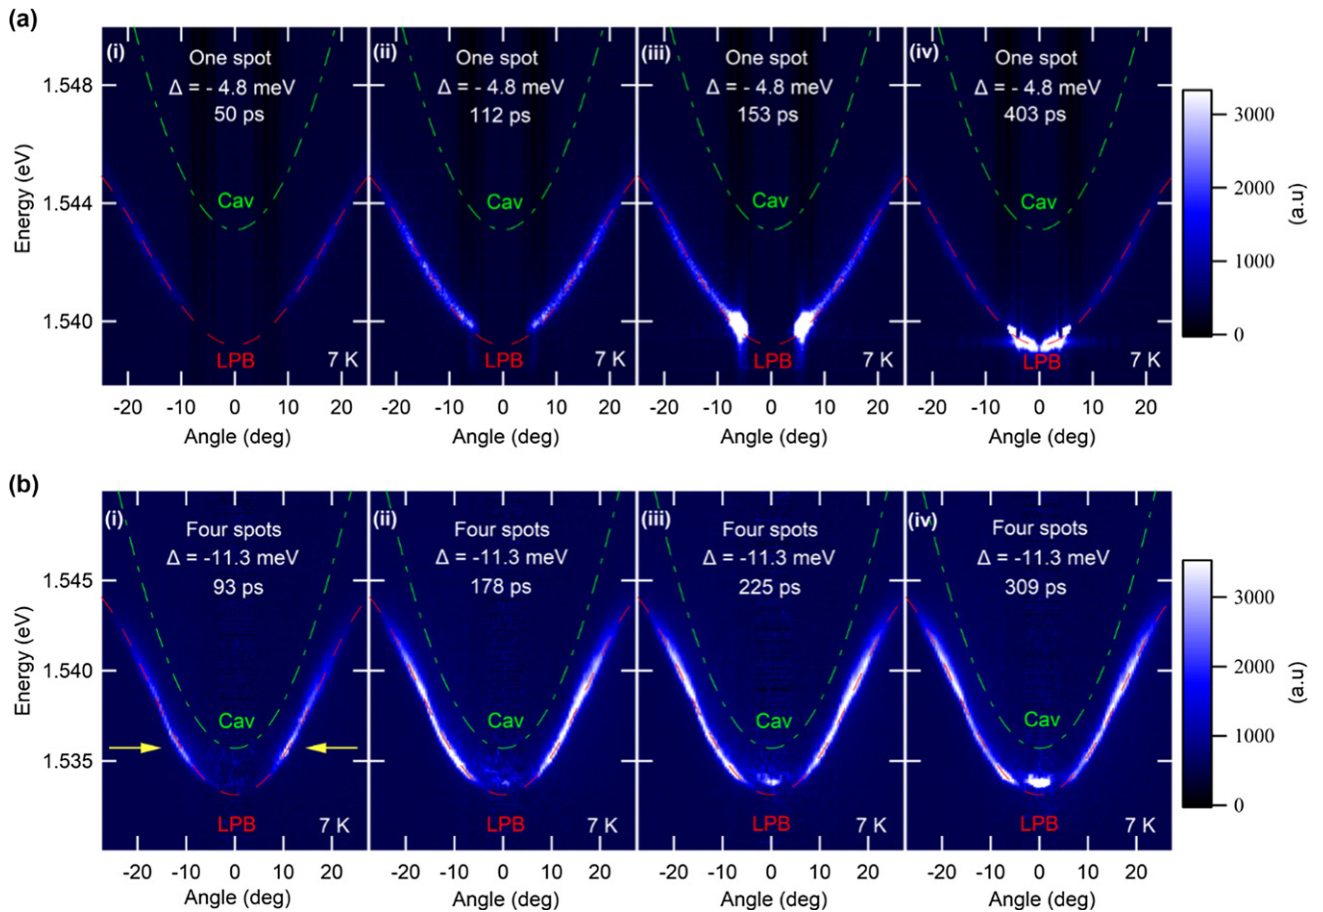 (a)
(i) (ii) (iii) (iv)
One spot One spot One spot One spot
Δ = - 4.8 meV Δ = - 4.8 meV Δ = - 4.8 meV Δ = - 4.8 meV
50 ps 112 ps 153 ps 403 ps
1.548
1.544
1.540
Energy (eV)
Cav Cav Cav Cav
LPB LPB LPB LPB
7 K 7 K 7 K 7 K
3000
2000
1000
0
(a.u)
-20 -10 0 10 20 -20 -10 0 10 20 -20 -10 0 10 20 -20 -10 0 10 20
Angle (deg) Angle (deg) Angle (deg) Angle (deg)
(b)
(i) (ii) (iii) (iv)
Four spots Four spots Four spots Four spots
Δ = -11.3 meV Δ = -11.3 meV Δ = -11.3 meV Δ = -11.3 meV
93 ps 178 ps 225 ps 309 ps
1.545
1.540
1.535
Energy (eV)
Cav Cav Cav Cav
LPB LPB LPB LPB
7 K 7 K 7 K 7 K
3000
2000
1000
0
(a.u)
-20 -10 0 10 20 -20 -10 0 10 20 -20 -10 0 10 20 -20 -10 0 10 20
Angle (deg) Angle (deg) Angle (deg) Angle (deg)